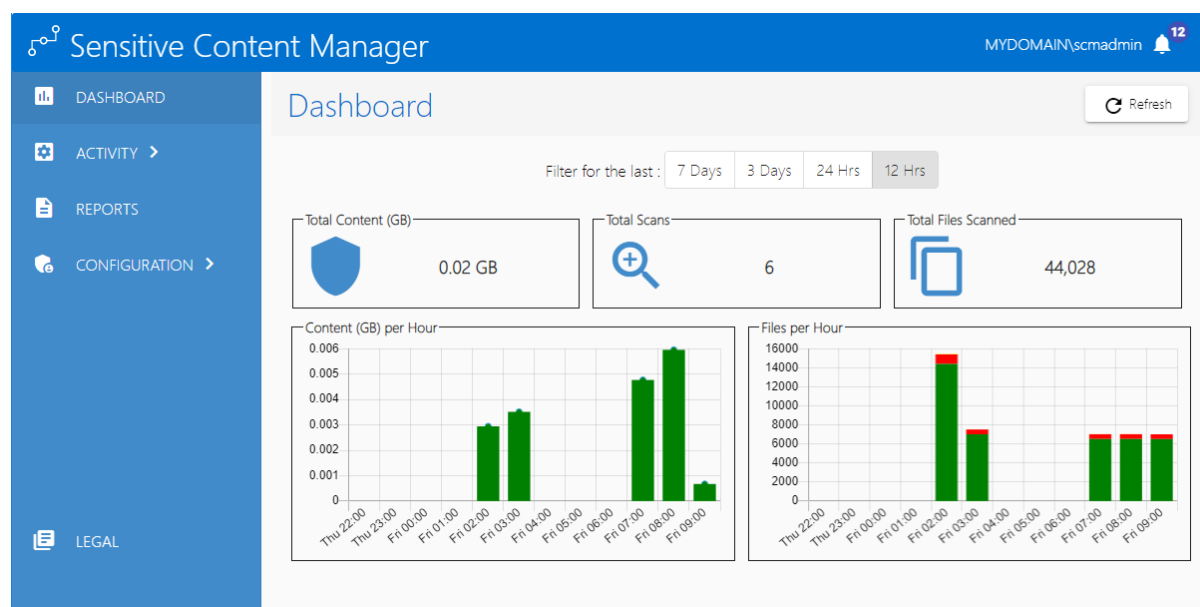 Sensitive Content Manager
MYDOMAIN\scmadmin 12
DASHBOARD
ACTIVITY
REPORTS
CONFIGURATION
LEGAL
Dashboard
Refresh
Filter for the last : 7 Days 3 Days 24 Hrs 12 Hrs
Total Content (GB)
0.02 GB
Total Scans
6
Total Files Scanned
44,028
Content (GB) per Hour
0.006
0.005
0.004
0.003
0.002
0.001
0
Thu 22:00 Thu 23:00 Fri 00:00 Fri 01:00 Fri 02:00 Fri 03:00 Fri 04:00 Fri 05:00 Fri 06:00 Fri 07:00 Fri 08:00 Fri 09:00
Files per Hour
16000
14000
12000
10000
8000
6000
4000
2000
0
Thu 22:00 Thu 23:00 Fri 00:00 Fri 01:00 Fri 02:00 Fri 03:00 Fri 04:00 Fri 05:00 Fri 06:00 Fri 07:00 Fri 08:00 Fri 09:00